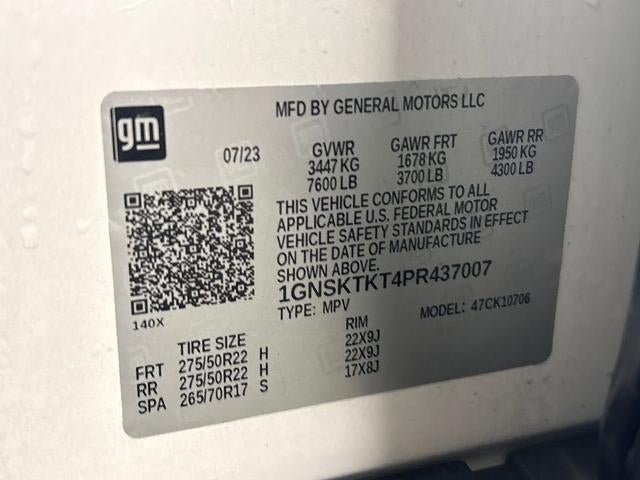 gm
MFD BY GENERAL MOTORS LLC
07/23 GVWR GAWR FRT GAWR RR
3447 KG 1678 KG 1950 KG
7600 LB 3700 LB 4300 LB
THIS VEHICLE CONFORMS TO ALL
APPLICABLE U.S. FEDERAL MOTOR
VEHICLE SAFETY STANDARDS IN EFFECT
ON THE DATE OF MANUFACTURE
SHOWN ABOVE.
1GNSKTKT4PR437007
TYPE: MPV MODEL: 47CK10706
140X
TIRE SIZE RIM
FRT 275/50R22 H 22X9J
RR 275/50R22 H 22X9J
SPA 265/70R17 S 17X8J